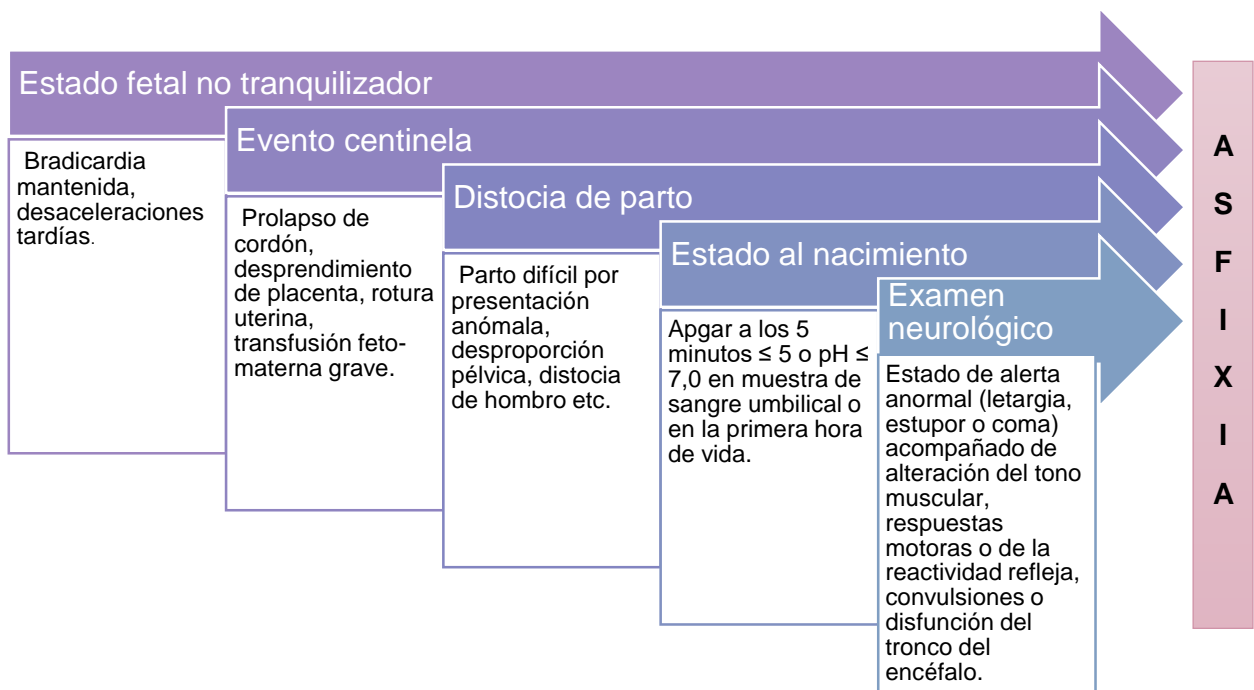 Estado fetal no tranquilizador
Bradicardia
mantenida,
desaceleraciones
tardías.
Evento centinela
Prolapso de
cordón,
desprendimiento
de placenta, rotura
uterina,
transfusión feto-
materna grave.
Distocia de parto
Parto difícil por
presentación
anómala,
desproporción
pélvica, distocia
de hombro etc.
Estado al nacimiento
Apgar a los 5
minutos ≤ 5 o pH ≤
7,0 en muestra de
sangre umbilical o
en la primera hora
de vida.
Examen
neurológico
Estado de alerta
anormal (letargia,
estupor o coma)
acompañado de
alteración del tono
muscular,
respuestas
motoras o de la
reactividad refleja,
convulsiones o
disfunción del
tronco del
encéfalo.
A
S
F
I
X
I
A